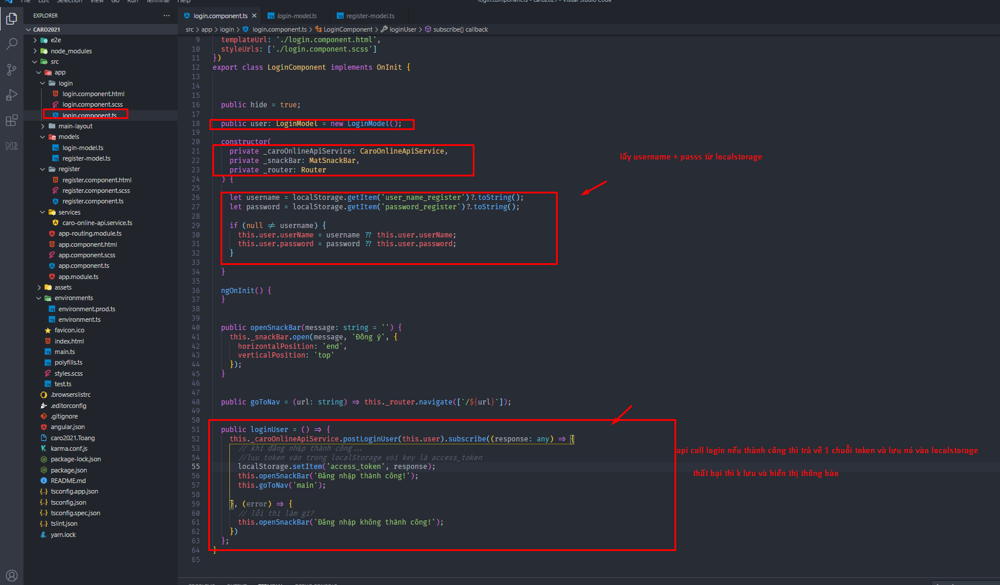 File Edit Selection View Go Run Terminal Help
login.component.ts - caro2021 - Visual Studio Code
EXPLORER ...
CARO2021
e2e
node_modules
src
app
login
login.component.html
login.component.scss
login.component.ts
main-layout
models
login-model.ts
register-model.ts
register
register.component.html
register.component.scss
register.component.ts
services
caro-online-api.service.ts
app-routing.module.ts
app.component.html
app.component.scss
app.component.ts
app.module.ts
assets
environments
environment.prod.ts
environment.ts
favicon.ico
index.html
main.ts
polyfills.ts
styles.scss
test.ts
.browserslistrc
.editorconfig
.gitignore
angular.json
caro2021.Toang
karma.conf.js
package-lock.json
package.json
README.md
tsconfig.app.json
tsconfig.json
tsconfig.spec.json
tslint.json
yarn.lock
login.component.ts login-model.ts register-model.ts
src > app > login > login.component.ts > LoginComponent > loginUser > subscribe() callback
9 templateUrl: './login.component.html',
10 styleUrls: ['./login.component.scss']
11 })
12 export class LoginComponent implements OnInit {
13
14
15
16 public hide = true;
17
18 public user: LoginModel = new LoginModel();
19
20 constructor(
21 private _caroOnlineApiService: CaroOnlineApiService,
22 private _snackBar: MatSnackBar,
23 private _router: Router
24 ) {
25
26 let username = localStorage.getItem('user_name_register')?.toString();
27 let password = localStorage.getItem('password_register')?.toString();
28
29 if (null ≠ username) {
30 this.user.userName = username ?? this.user.userName;
31 this.user.password = password ?? this.user.password;
32 }
33
34 }
35
36 ngOnInit() {
37 }
38
39
40 public openSnackBar(message: string = '') {
41 this._snackBar.open(message, 'Đồng ý', {
42 horizontalPosition: 'end',
43 verticalPosition: 'top'
44 });
45 }
46
47
48 public goToNav = (url: string) ⇒ this._router.navigate([`/${url}`]);
49
50
51 public loginUser = () ⇒ {
52 this._caroOnlineApiService.postLoginUser(this.user).subscribe((response: any) ⇒ {
53 // khi đăng nhập thành công...
54 //lưu token vào trong localStorage với key là access_token
55 localStorage.setItem('access_token', response);
56 this.openSnackBar('Đăng nhập thành công!');
57 this.goToNav('main');
58
59 }, (error) ⇒ {
60 // lỗi thì làm gì?
61 this.openSnackBar('Đăng nhập không thành công!');
62 })
63 };
64 }
65
lấy username + passs từ localstorage
api call login nếu thành công thì trả về 1 chuỗi token và lưu nó vào localstorage
thất bại thì k lưu và hiển thị thông báo